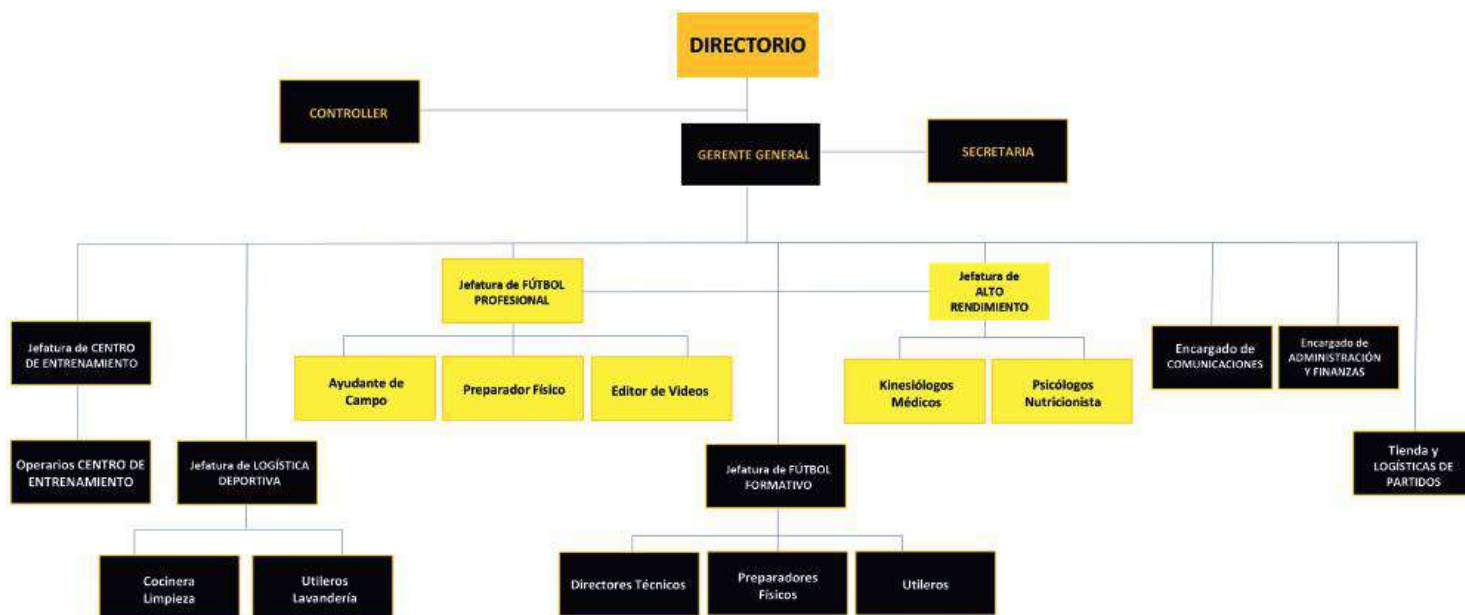 DIRECTORIO
CONTROLLER
GERENTE GENERAL
SECRETARIA
Jefatura de FÚTBOL
PROFESIONAL
Jefatura de
ALTO
RENDIMIENTO
Jefatura de CENTRO
DE ENTRENAMIENTO
Encargado de
COMUNICACIONES
Encargado de
ADMINISTRACIÓN
Y FINANZAS
Ayudante de
Campo
Preparador Físico
Editor de Videos
Kinesiólogos
Médicos
Psicólogos
Nutricionista
Operarios CENTRO DE
ENTRENAMIENTO
Jefatura de LOGÍSTICA
DEPORTIVA
Jefatura de FÚTBOL
FORMATIVO
Tienda y
LOGÍSTICAS DE
PARTIDOS
Cocinera
Limpieza
Utileros
Lavandería
Directores Técnicos
Preparadores
Físicos
Utileros